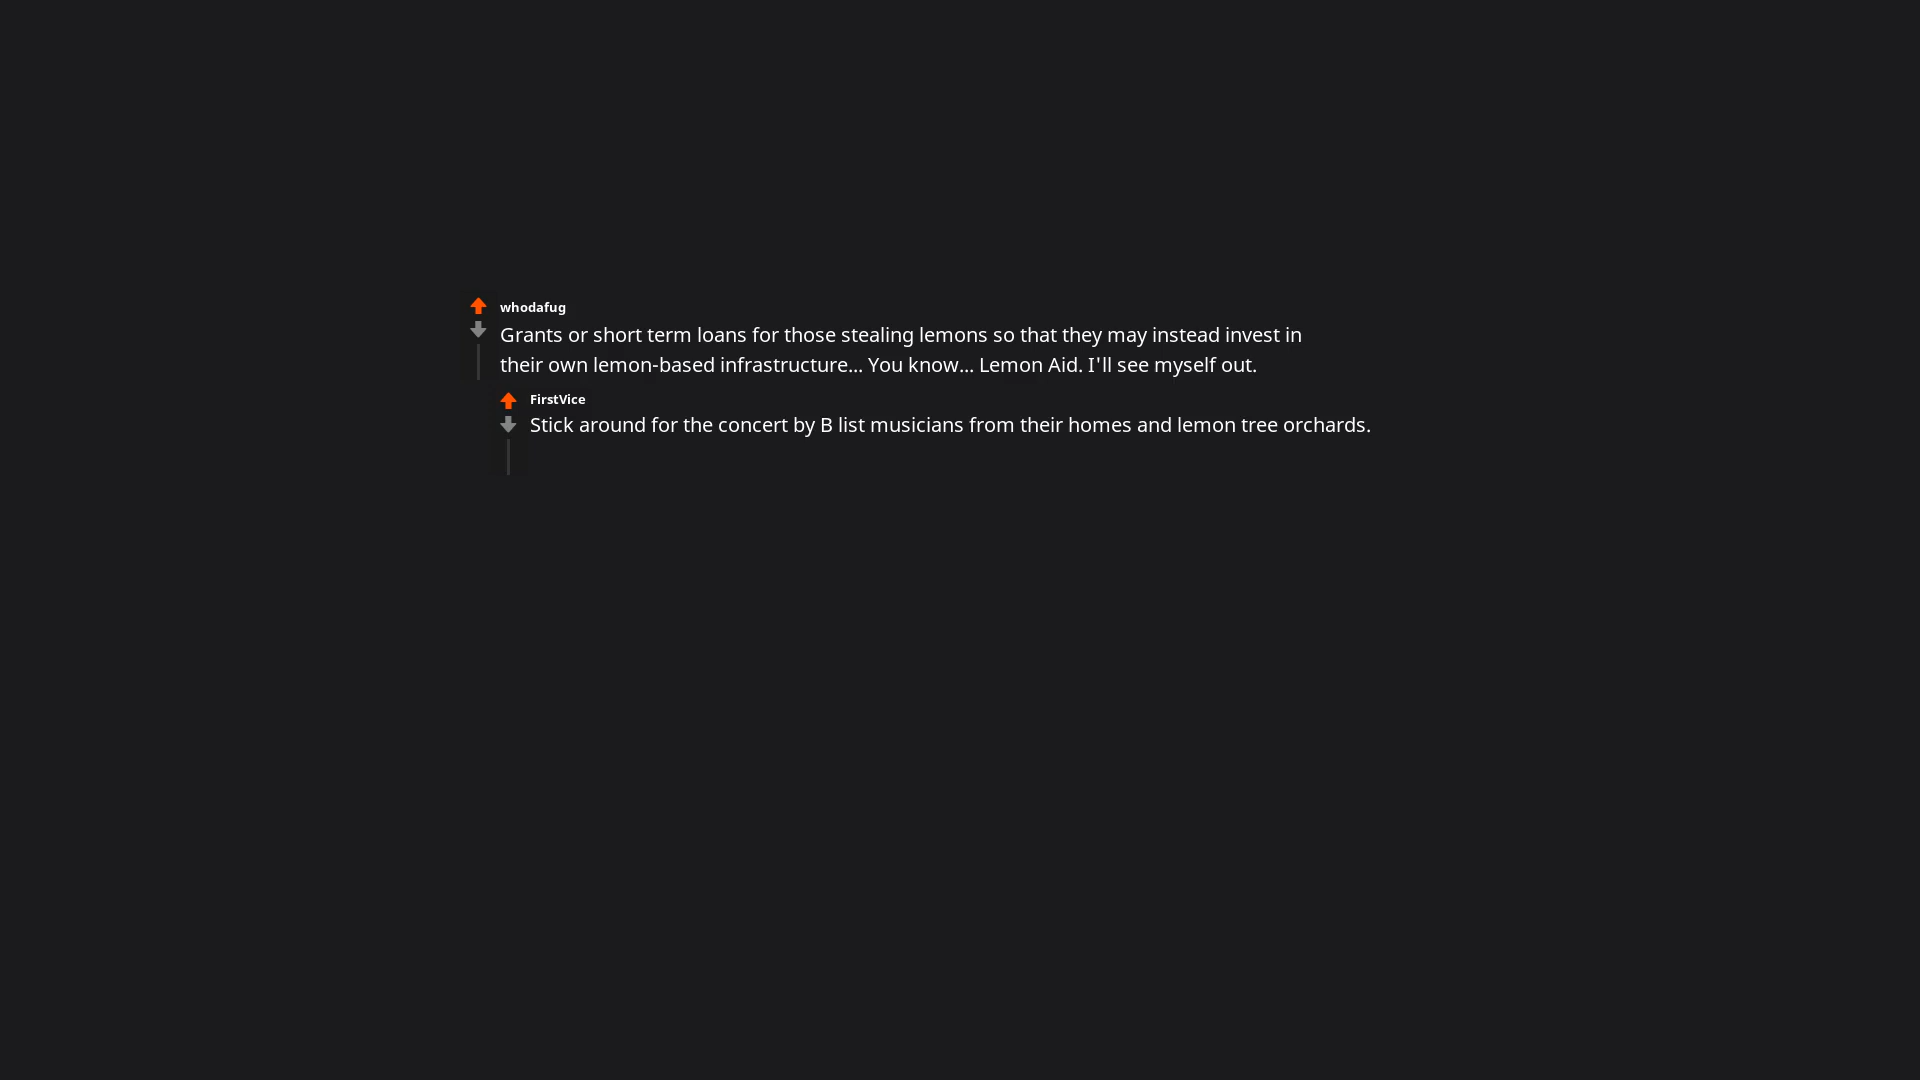 whodafug
Grants or short term loans for those stealing lemons so that they may instead invest in
their own lemon-based infrastructure... You know... Lemon Aid. I'll see myself out.
FirstVice
Stick around for the concert by B list musicians from their homes and lemon tree orchards.